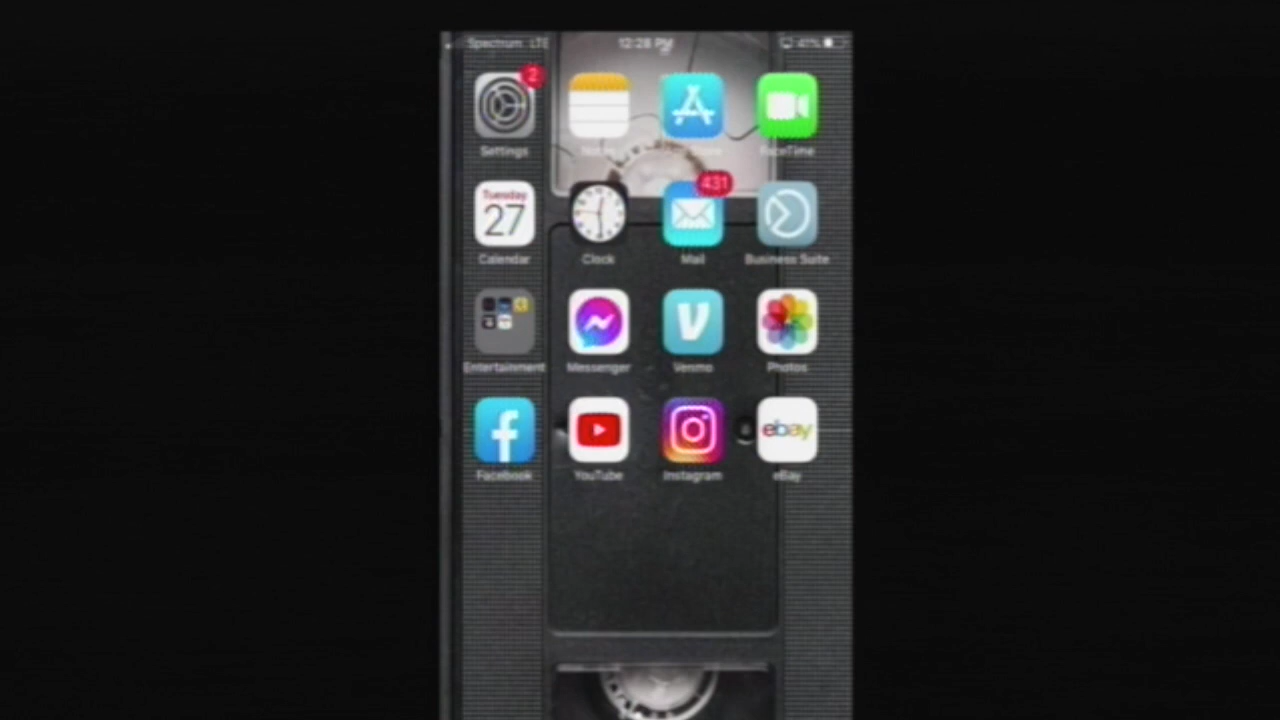 Spectrum LTE 12:28 PM 41%
2
Settings FaceTime
431
Tuesday
27
Calendar Clock Mail Business Suite
Entertainment Messenger Venmo Photos
ebay
Facebook YouTube Instagram eBay